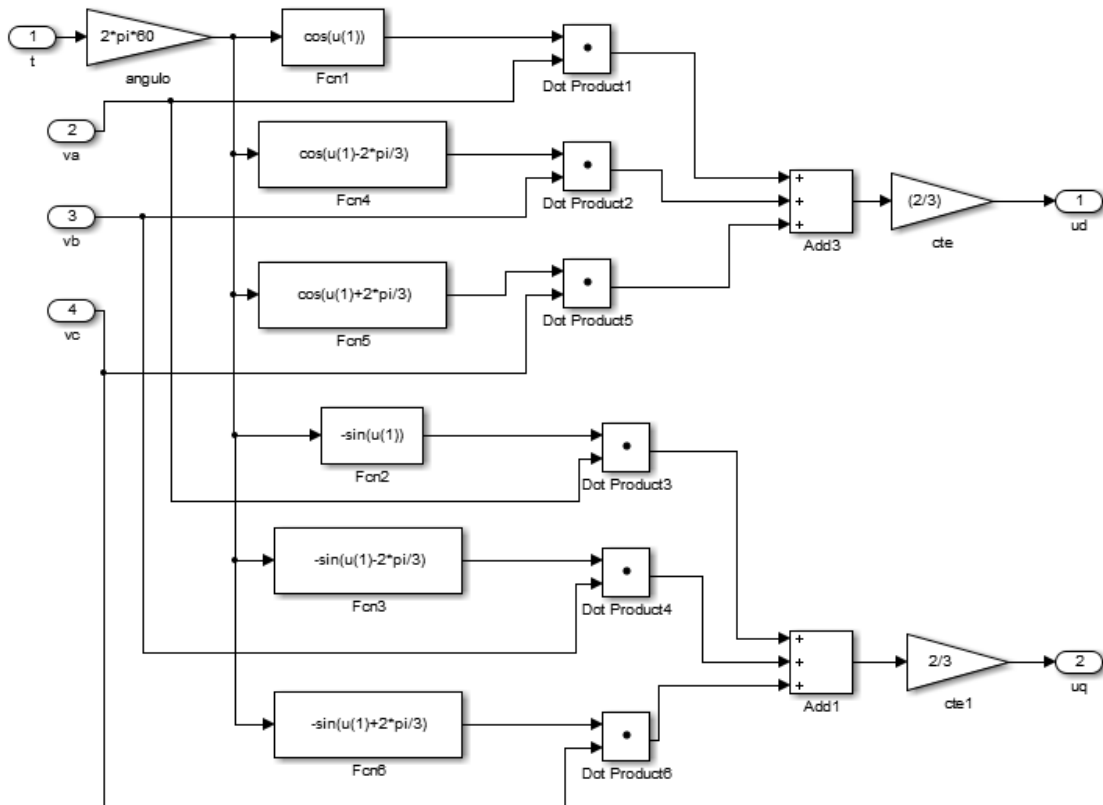 1
t
2*pi*60
angulo
cos(u(1))
Fcn1
Dot Product1
2
va
cos(u(1)-2*pi/3)
Fcn4
Dot Product2
3
vb
+
+
+
Add3
(2/3)
cte
1
ud
4
vc
cos(u(1)+2*pi/3)
Fcn5
Dot Product5
-sin(u(1))
Fcn2
Dot Product3
-sin(u(1)-2*pi/3)
Fcn3
Dot Product4
+
+
+
Add1
2/3
cte1
2
uq
-sin(u(1)+2*pi/3)
Fcn6
Dot Product6